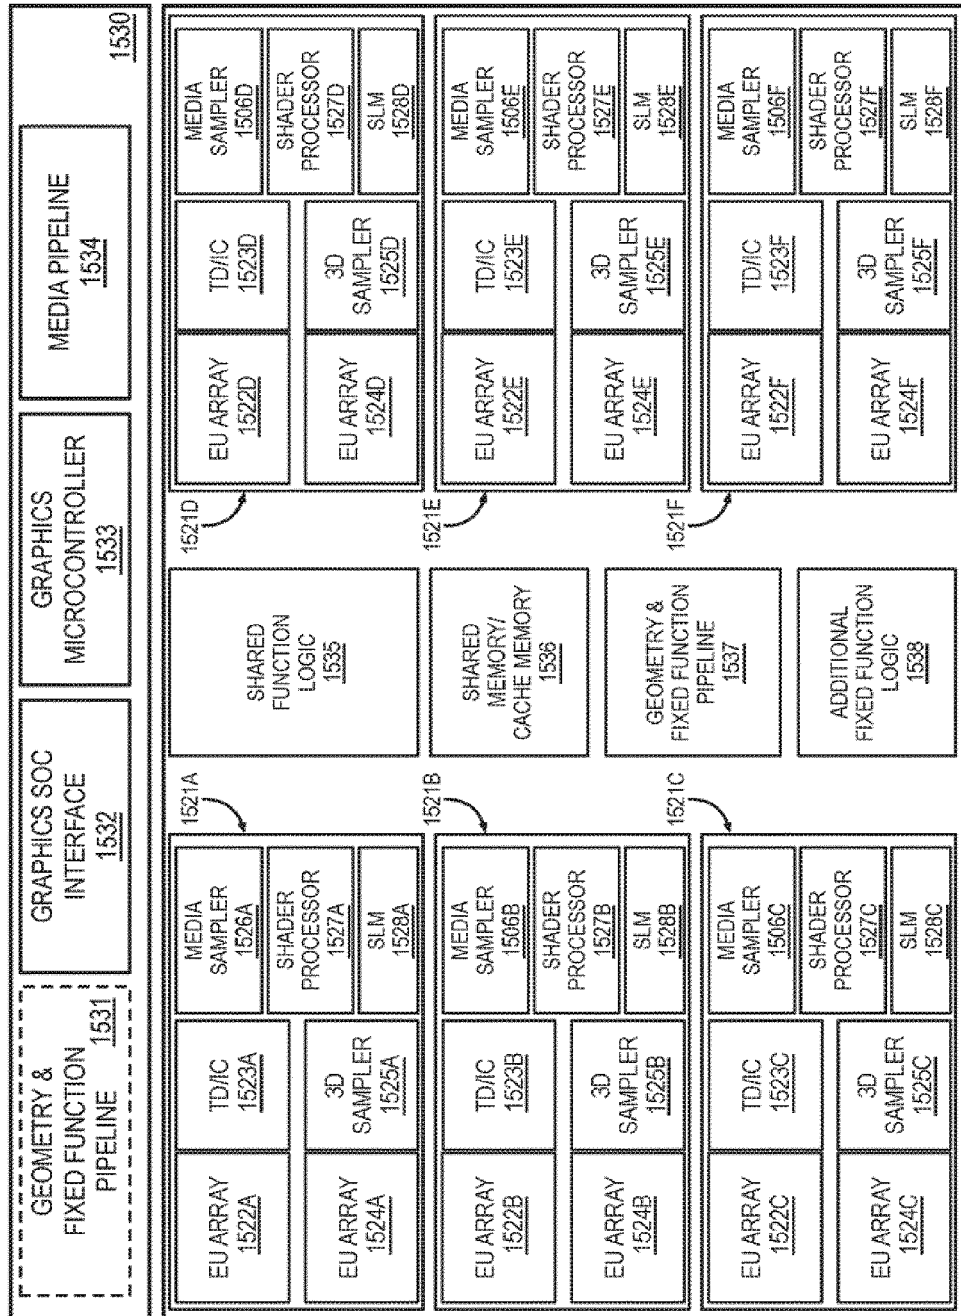 1530
GEOMETRY &
FIXED FUNCTION
PIPELINE
1531
GRAPHICS SOC
INTERFACE
1532
GRAPHICS
MICROCONTROLLER
1533
MEDIA PIPELINE
1534
1521A
EU ARRAY
1522A
TD/IC
1523A
EU ARRAY
1524A
3D
SAMPLER
1525A
MEDIA
SAMPLER
1526A
SHADER
PROCESSOR
1527A
SLM
1528A
1521B
EU ARRAY
1522B
TD/IC
1523B
EU ARRAY
1524B
3D
SAMPLER
1525B
MEDIA
SAMPLER
1506B
SHADER
PROCESSOR
1527B
SLM
1528B
1521C
EU ARRAY
1522C
TD/IC
1523C
EU ARRAY
1524C
3D
SAMPLER
1525C
MEDIA
SAMPLER
1506C
SHADER
PROCESSOR
1527C
SLM
1528C
SHARED
FUNCTION
LOGIC
1535
SHARED
MEMORY/
CACHE MEMORY
1536
GEOMETRY &
FIXED FUNCTION
PIPELINE
1537
ADDITIONAL
FIXED FUNCTION
LOGIC
1538
1521D
EU ARRAY
1522D
TD/IC
1523D
EU ARRAY
1524D
3D
SAMPLER
1525D
MEDIA
SAMPLER
1506D
SHADER
PROCESSOR
1527D
SLM
1528D
1521E
EU ARRAY
1522E
TD/IC
1523E
EU ARRAY
1524E
3D
SAMPLER
1525E
MEDIA
SAMPLER
1506E
SHADER
PROCESSOR
1527E
SLM
1528E
1521F
EU ARRAY
1522F
TD/IC
1523F
EU ARRAY
1524F
3D
SAMPLER
1525F
MEDIA
SAMPLER
1506F
SHADER
PROCESSOR
1527F
SLM
1528F